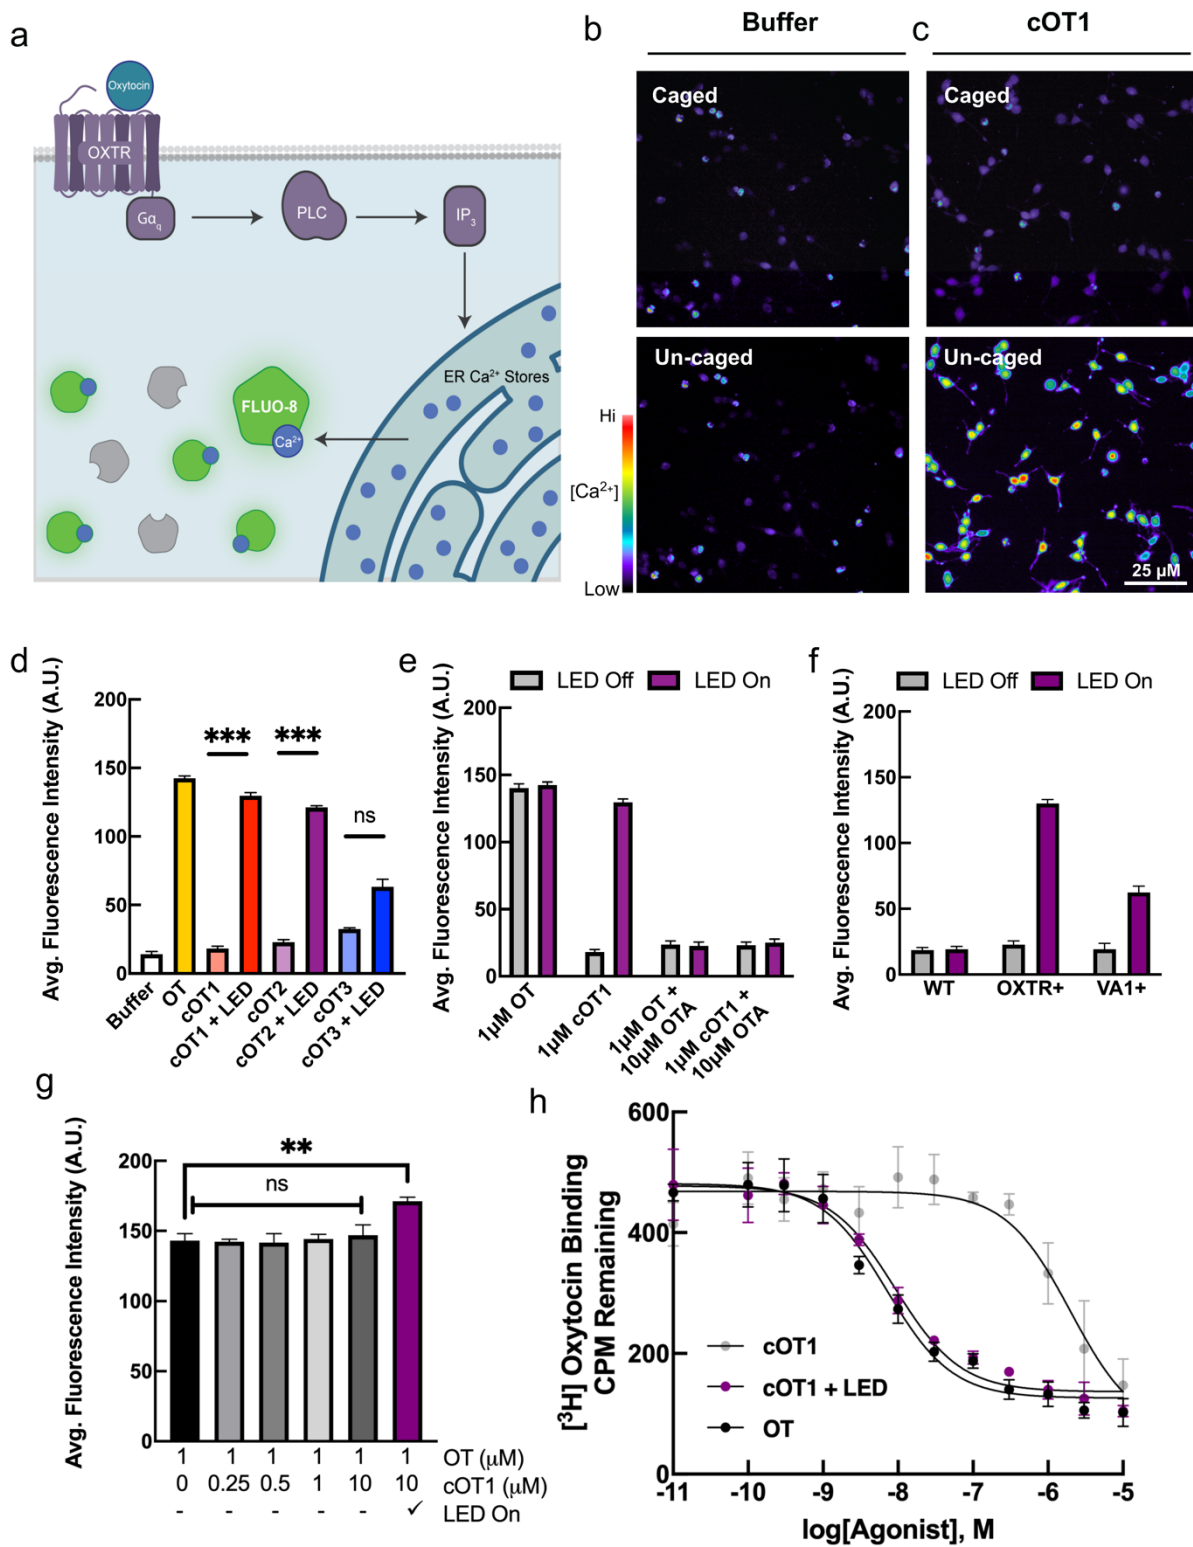 a
Oxytocin
OXTR
Gα
q
PLC
IP
3
ER Ca²⁺ Stores
FLUO-8
Ca²⁺
b
Buffer
c
cOT1
Caged
Caged
Un-caged
Un-caged
Hi
[Ca²⁺]
Low
25 µM
d
Avg. Fluorescence Intensity (A.U.)
200
150
100
50
0
***
***
ns
Buffer
OT
cOT1
cOT1 + LED
cOT2
cOT2 + LED
cOT3
cOT3 + LED
e
LED Off
LED On
Avg. Fluorescence Intensity (A.U.)
200
150
100
50
0
1µM OT
1µM cOT1
1µM OT +
10µM OTA
1µM cOT1 +
10µM OTA
f
LED Off
LED On
Avg. Fluorescence Intensity (A.U.)
200
150
100
50
0
WT
OXTR+
VA1+
g
Avg. Fluorescence Intensity (A.U.)
200
150
100
50
0
**
ns
1 1 1 1 1 1 OT (µM)
0 0.25 0.5 1 10 10 cOT1 (µM)
- - - - - ✓ LED On
h
[³H] Oxytocin Binding
CPM Remaining
600
400
200
0
cOT1
cOT1 + LED
OT
-11 -10 -9 -8 -7 -6 -5
log[Agonist], M